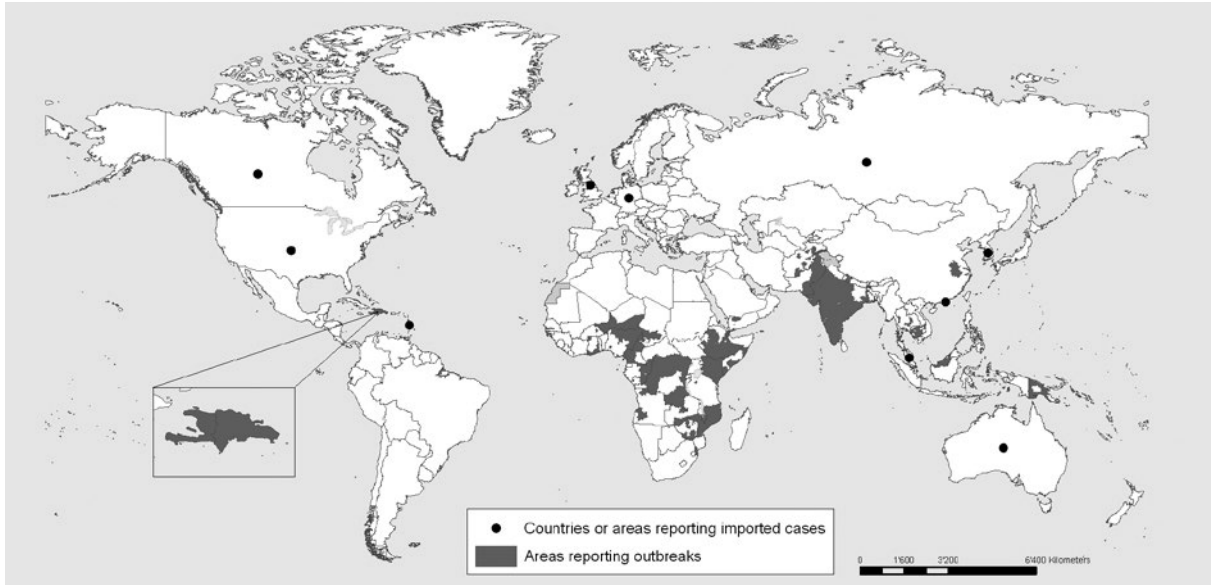 Countries or areas reporting imported cases
Areas reporting outbreaks
0 1'600 3'200 6'400 Kilometers